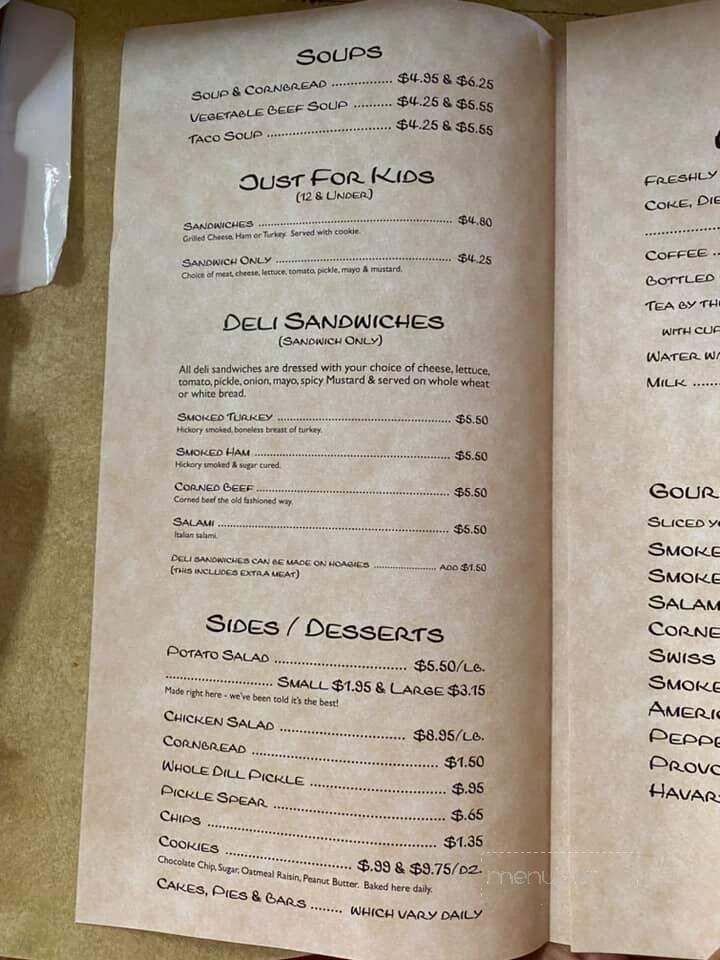 SOUPS
SOUP & CORNBREAD ............... $4.95 & $6.25
VEGETABLE BEEF SOUP ......... $4.25 & $5.55
TACO SOUP ............................... $4.25 & $5.55
JUST FOR KIDS
(12 & UNDER)
SANDWICHES ........................................................ $4.80
Grilled Cheese, Ham or Turkey. Served with cookie.
SANDWICH ONLY .................................................... $4.25
Choice of meat, cheese, lettuce, tomato, pickle, mayo & mustard.
DELI SANDWICHES
(SANDWICH ONLY)
All deli sandwiches are dressed with your choice of cheese, lettuce,
tomato, pickle, onion, mayo, spicy Mustard & served on whole wheat
or white bread.
SMOKED TURKEY .................................................. $5.50
Hickory smoked, boneless breast of turkey.
SMOKED HAM ........................................................ $5.50
Hickory smoked & sugar cured.
CORNED BEEF ........................................................ $5.50
Corned beef the old fashioned way.
SALAMI ................................................................... $5.50
Italian salami.
DELI SANDWICHES CAN BE MADE ON HOAGIES .................. ADD $1.50
(THIS INCLUDES EXTRA MEAT)
SIDES / DESSERTS
POTATO SALAD ................................ $5.50/LB.
.......................... SMALL $1.95 & LARGE $3.15
Made right here - we've been told it's the best!
CHICKEN SALAD ............................... $8.95/LB.
CORNBREAD ............................................... $1.50
WHOLE DILL PICKLE .................................. $.95
PICKLE SPEAR ........................................... $.65
CHIPS ......................................................... $1.35
COOKIES ................................ $.99 & $9.75/DZ.
Chocolate Chip, Sugar, Oatmeal Raisin, Peanut Butter. Baked here daily.
CAKES, PIES & BARS ........ WHICH VARY DAILY
FRESHLY
COKE, DIE
COFFEE ..
BOTTLED
TEA BY TH
WITH CUP
WATER W
MILK ......
GOUR
SLICED YO
SMOKE
SMOKE
SALAM
CORNE
SWISS
SMOKE
AMERIC
PEPPE
PROVO
HAVAR